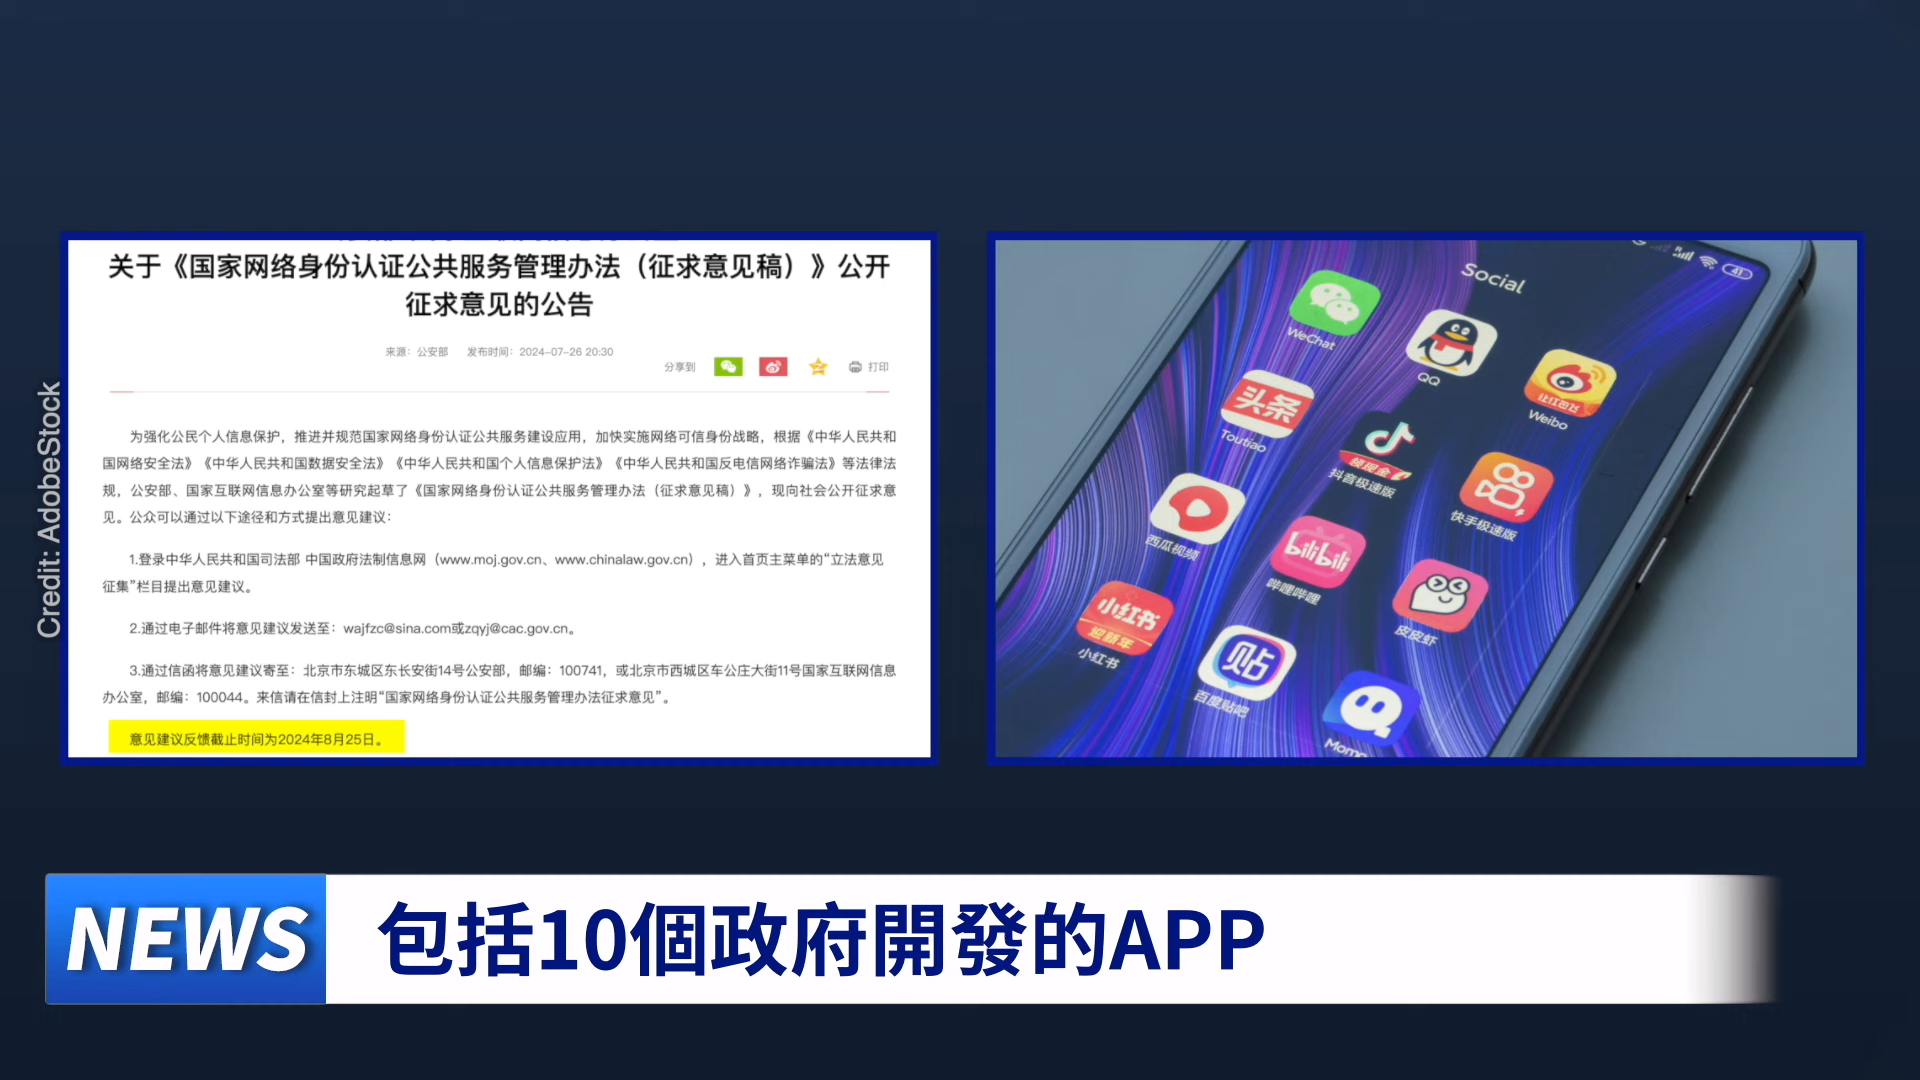 关于《国家网络身份认证公共服务管理办法（征求意见稿）》公开
征求意见的公告
来源：公安部 发布时间：2024-07-26 20:30
分享到 打印
为强化公民个人信息保护，推进并规范国家网络身份认证公共服务建设应用，加快实施网络可信身份战略，根据《中华人民共和
国网络安全法》《中华人民共和国数据安全法》《中华人民共和国个人信息保护法》《中华人民共和国反电信网络诈骗法》等法律法
规，公安部、国家互联网信息办公室等研究起草了《国家网络身份认证公共服务管理办法（征求意见稿）》，现向社会公开征求意
见。公众可以通过以下途径和方式提出意见建议：
1.登录中华人民共和国司法部 中国政府法制信息网（www.moj.gov.cn、www.chinalaw.gov.cn），进入首页主菜单的“立法意见
征集”栏目提出意见建议。
2.通过电子邮件将意见建议发送至：wajfzc@sina.com或zqyj@cac.gov.cn。
3.通过信函将意见建议寄至：北京市东城区东长安街14号公安部，邮编：100741，或北京市西城区车公庄大街11号国家互联网信息
办公室，邮编：100044。来信请在信封上注明“国家网络身份认证公共服务管理办法征求意见”。
意见建议反馈截止时间为2024年8月25日。
Credit: AdobeStock
Social
41
WeChat
QQ
让红包飞
Weibo
头条
Toutiao
领现金
抖音极速版
快手极速版
西瓜视频
bilibili
哔哩哔哩
皮皮虾
小红书
迎新年
小红书
贴
百度贴吧
Momo
NEWS
包括10個政府開發的APP